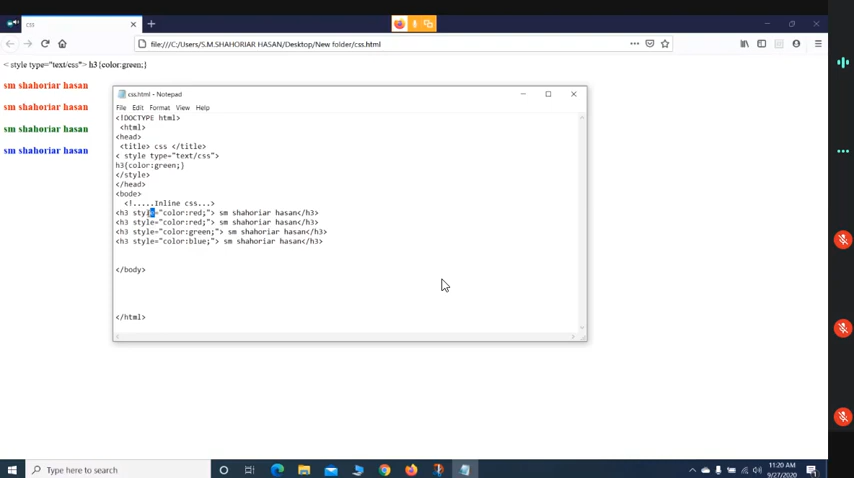 css
file:///C:/Users/S.M.SHAHORIAR HASAN/Desktop/New folder/css.html
< style type="text/css"> h3{color:green;}
sm shahoriar hasan
sm shahoriar hasan
sm shahoriar hasan
sm shahoriar hasan
css.html - Notepad
File Edit Format View Help
<!DOCTYPE html>
<html>
<head>
<title> css </title>
< style type="text/css">
h3{color:green;}
</style>
</head>
<body>
<!.....Inline css...>
<h3 style="color:red;"> sm shahoriar hasan</h3>
<h3 style="color:red;"> sm shahoriar hasan</h3>
<h3 style="color:green;"> sm shahoriar hasan</h3>
<h3 style="color:blue;"> sm shahoriar hasan</h3>
</body>
</html>
Type here to search
11:20 AM
9/27/2020